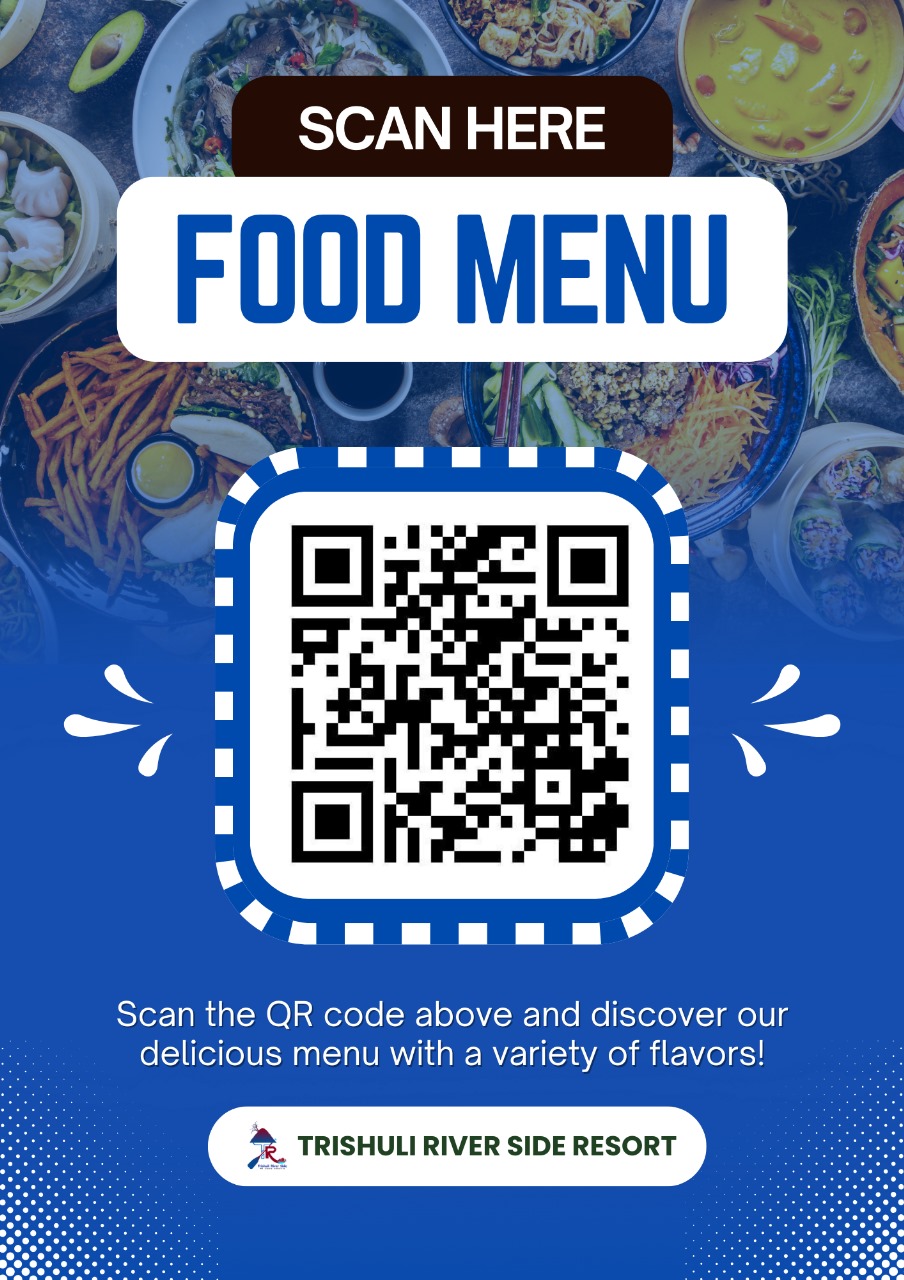 SCAN HERE
FOOD MENU
Scan the QR code above and discover our
delicious menu with a variety of flavors!
TRISHULI RIVER SIDE RESORT